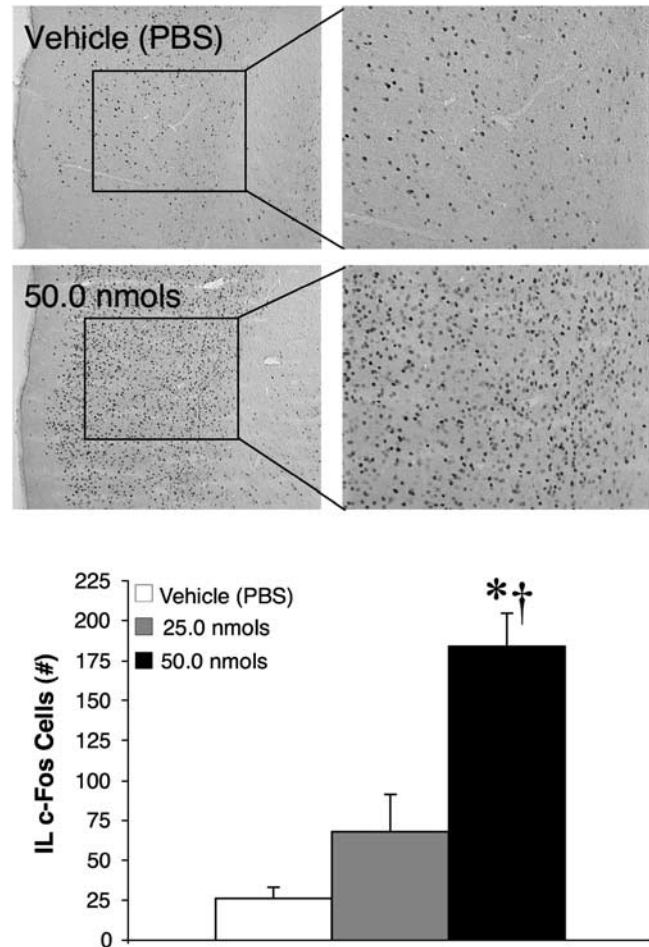 Vehicle (PBS)
50.0 nmols
*†
Vehicle (PBS)
25.0 nmols
50.0 nmols
IL c-Fos Cells (#)
225
200
175
150
125
100
75
50
25
0